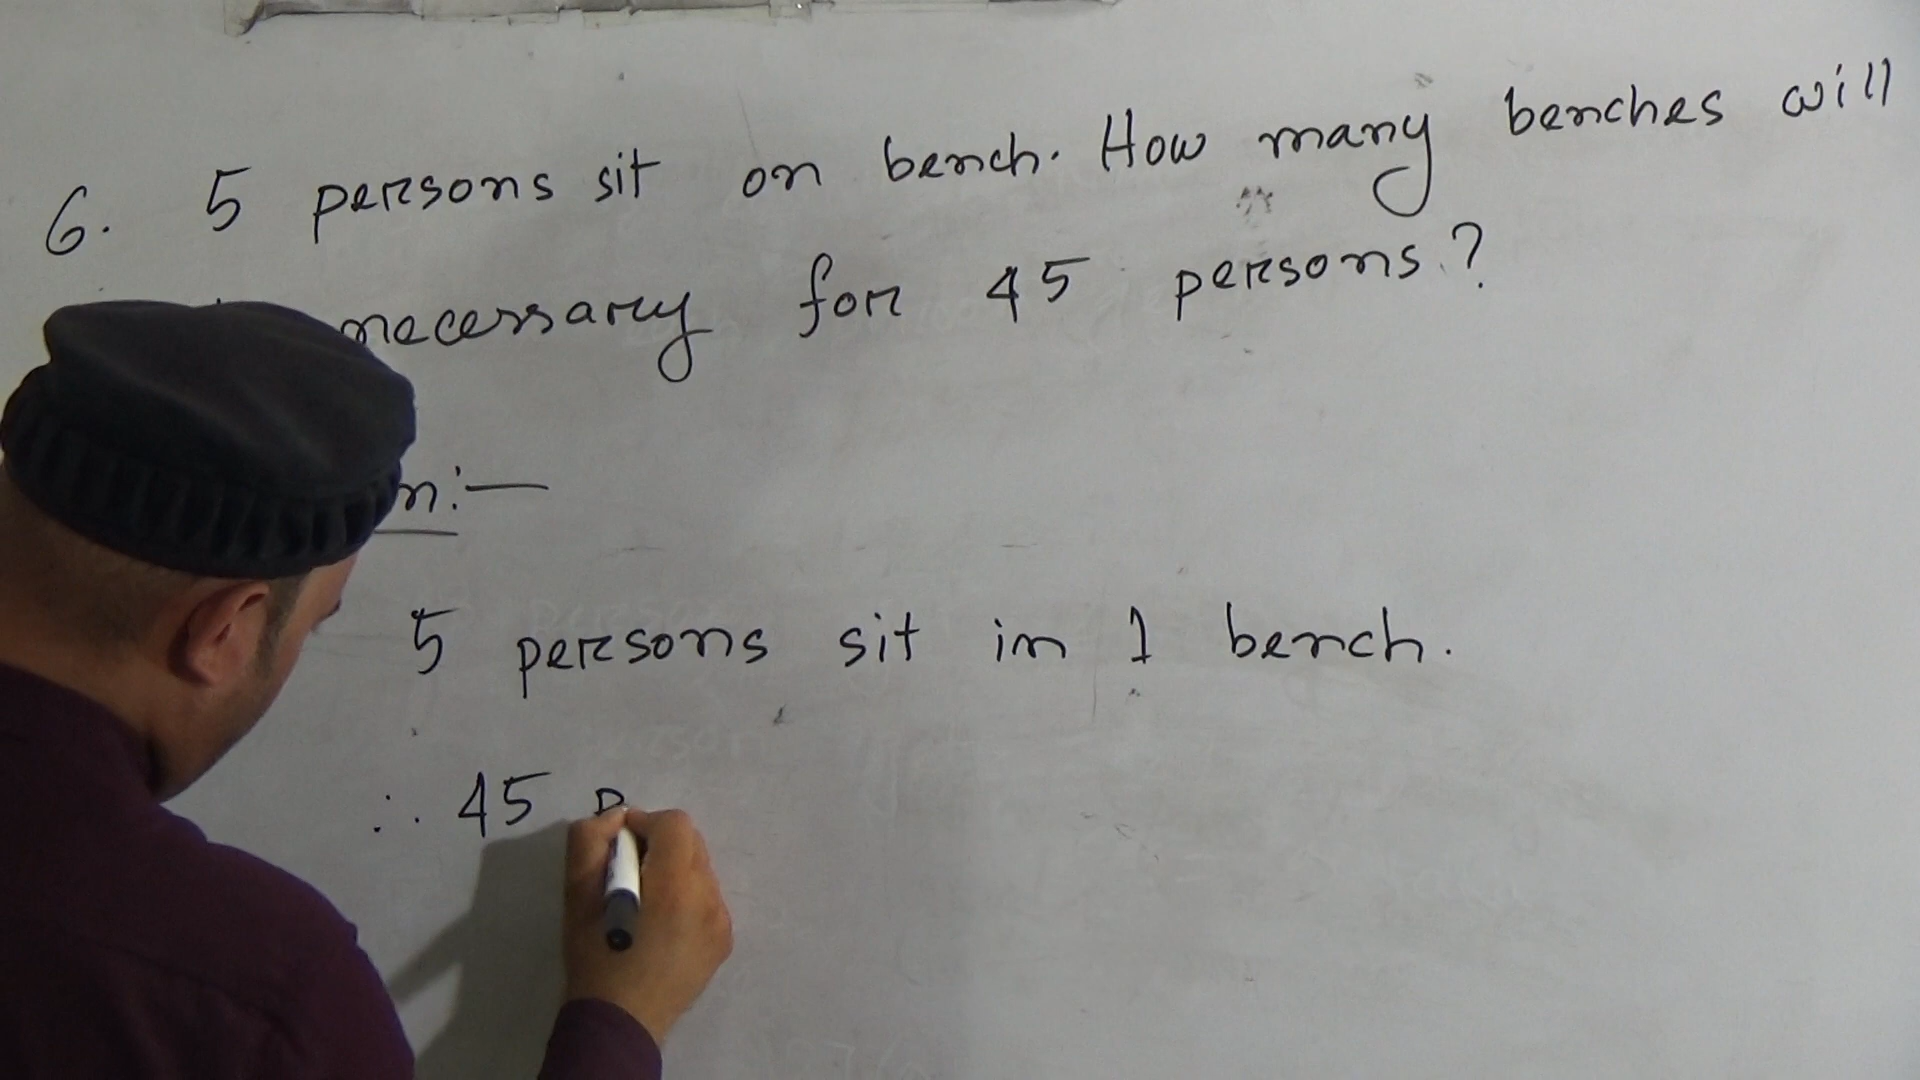 6. 5 persons sit on bench. How many benches will
necessary for 45 persons?
n:—
5 persons sit in 1 bench.
∴ 45 p